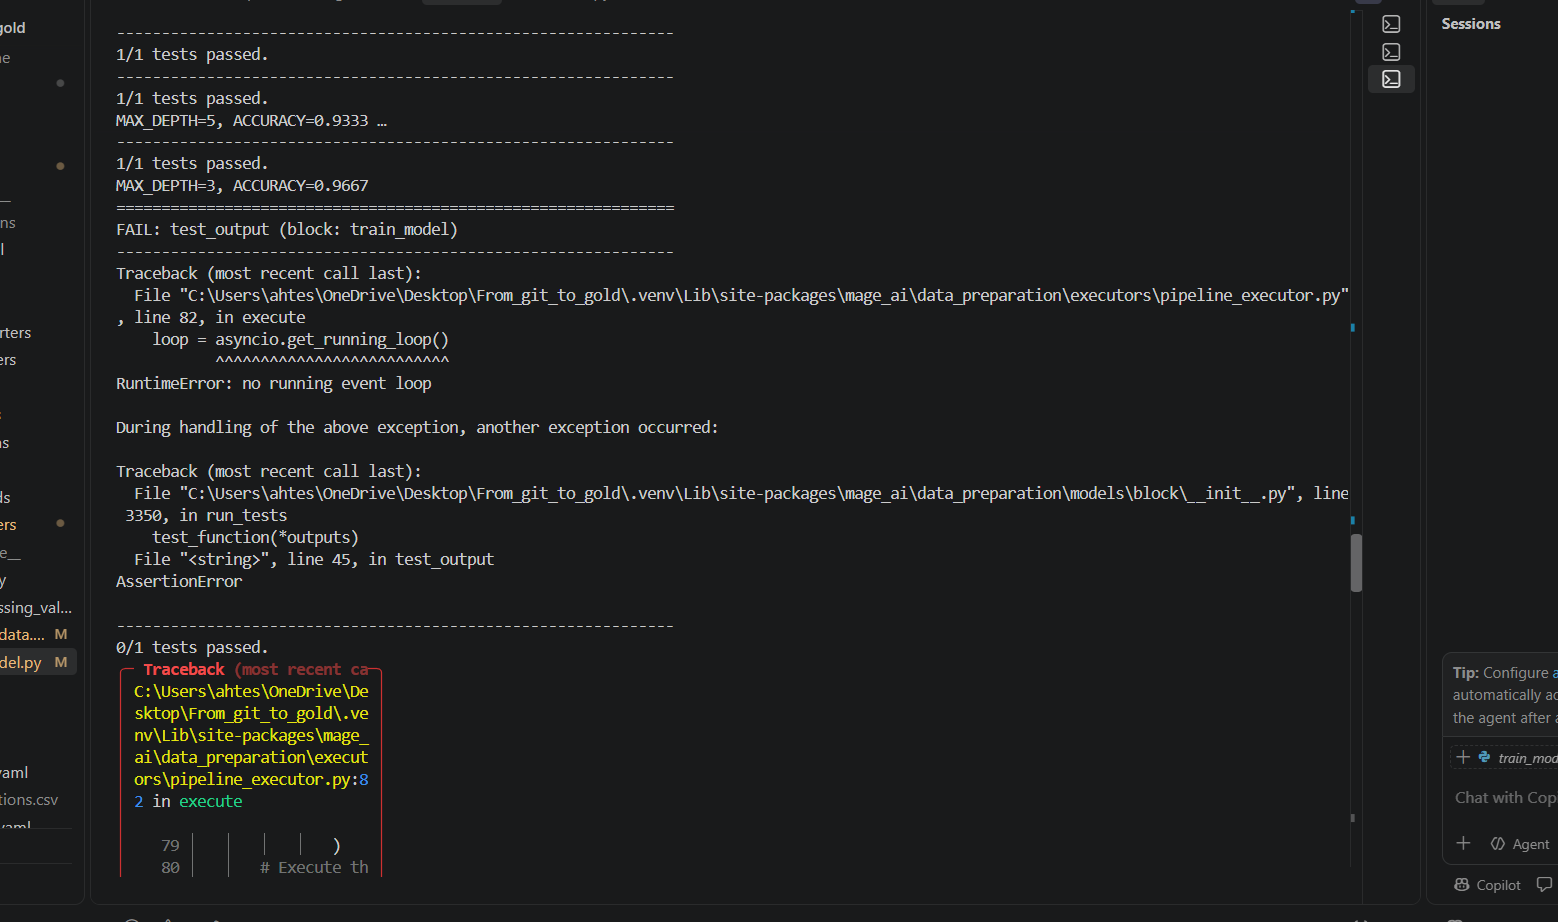 ------------------------------------------------------------
1/1 tests passed.
------------------------------------------------------------
1/1 tests passed.
MAX_DEPTH=5, ACCURACY=0.9333 …
------------------------------------------------------------
1/1 tests passed.
MAX_DEPTH=3, ACCURACY=0.9667
============================================================
FAIL: test_output (block: train_model)
------------------------------------------------------------
Traceback (most recent call last):
File "C:\Users\ahtes\OneDrive\Desktop\From_git_to_gold\.venv\Lib\site-packages\mage_ai\data_preparation\executors\pipeline_executor.py"
, line 82, in execute
loop = asyncio.get_running_loop()
^^^^^^^^^^^^^^^^^^^^^^^^^^
RuntimeError: no running event loop
During handling of the above exception, another exception occurred:
Traceback (most recent call last):
File "C:\Users\ahtes\OneDrive\Desktop\From_git_to_gold\.venv\Lib\site-packages\mage_ai\data_preparation\models\block\__init__.py", line
3350, in run_tests
test_function(*outputs)
File "<string>", line 45, in test_output
AssertionError
------------------------------------------------------------
0/1 tests passed.
Traceback (most recent ca
C:\Users\ahtes\OneDrive\De
sktop\From_git_to_gold\.ve
nv\Lib\site-packages\mage_
ai\data_preparation\execut
ors\pipeline_executor.py:8
2 in execute
79 )
80 # Execute th
gold
ne
ns
l
rters
ers
s
ns
ds
ers
e__
y
ssing_val...
data.... M
del.py M
yaml
tions.csv
yaml
Sessions
Tip: Configure a
automatically ac
the agent after a
train_mod
Chat with Cop
Agent
Copilot